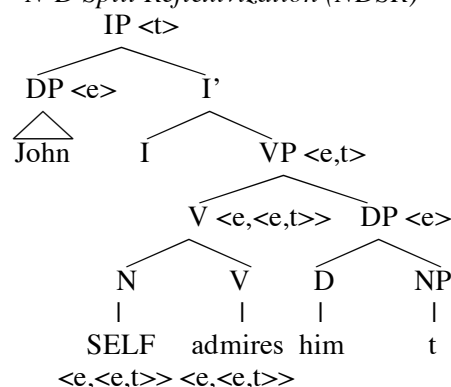 N-D Split Reflexivization (NDSR)
IP <t>
DP <e> I'
John I VP <e,t>
V <e,<e,t>> DP <e>
N V D NP
SELF admires him t
<e,<e,t>> <e,<e,t>>